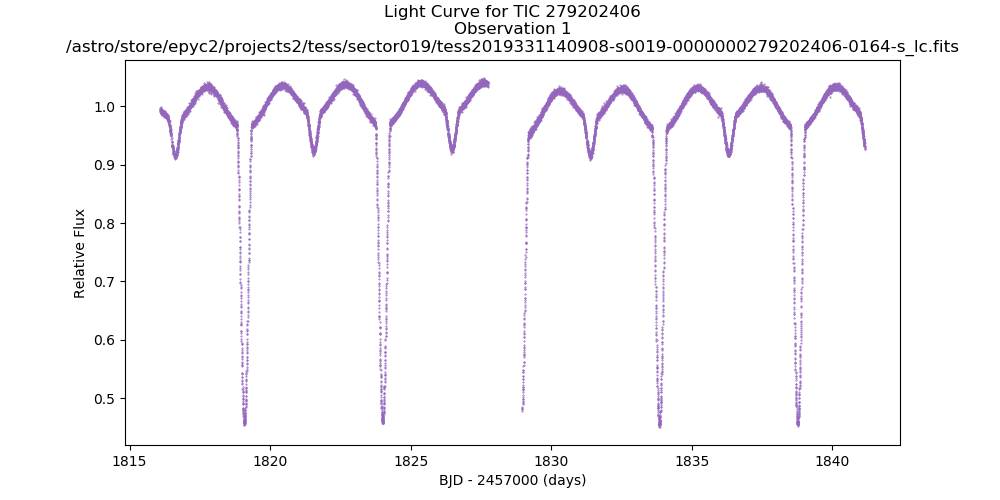 Light Curve for TIC 279202406
Observation 1
/astro/store/epyc2/projects2/tess/sector019/tess2019331140908-s0019-0000000279202406-0164-s_lc.fits
Relative Flux
1.0
0.9
0.8
0.7
0.6
0.5
1815
1820
1825
1830
1835
1840
BJD - 2457000 (days)